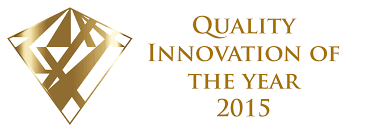 Quality
Innovation of
the year
2015